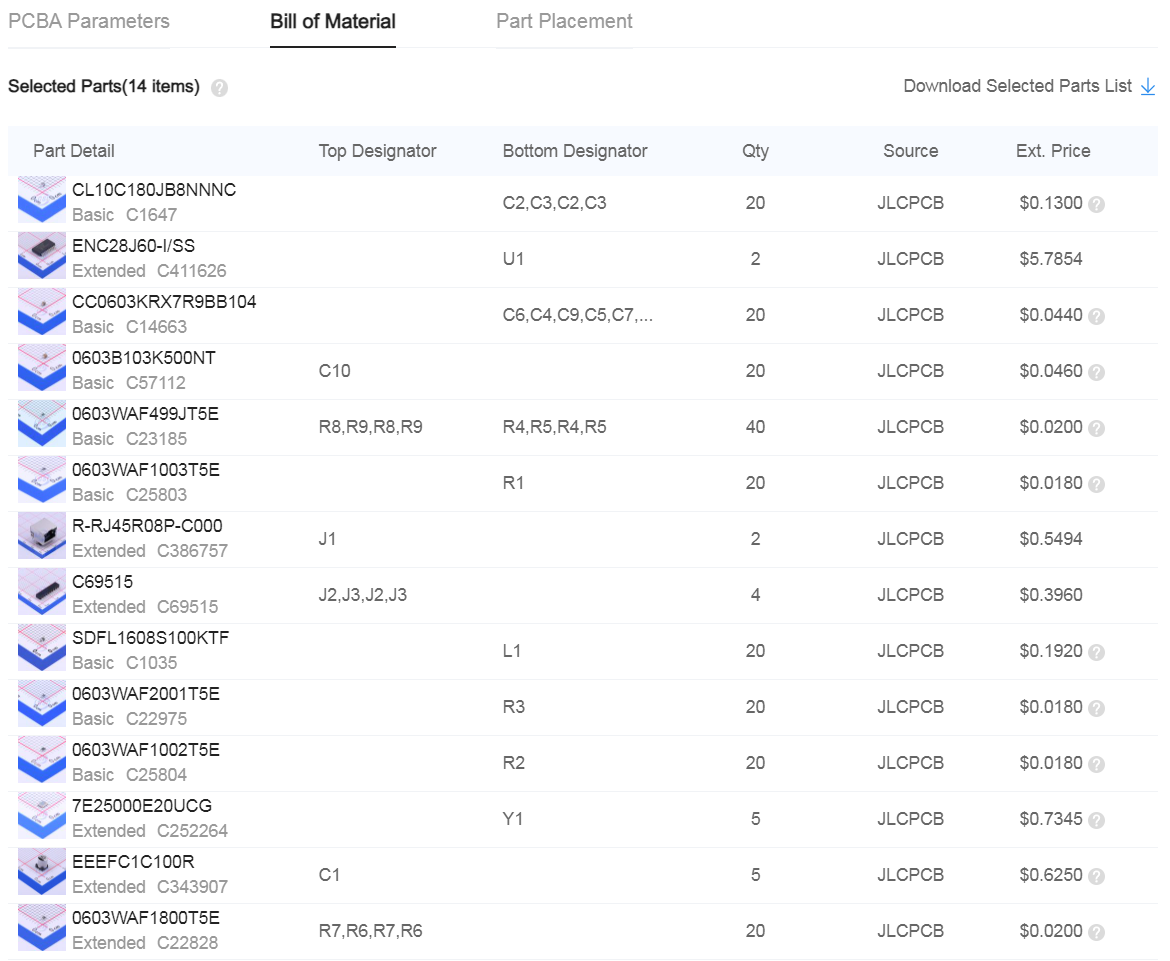 PCBA Parameters Bill of Material Part Placement
Selected Parts(14 items) ? Download Selected Parts List
Part Detail Top Designator Bottom Designator Qty Source Ext. Price
CL10C180JB8NNNC
Basic C1647 C2,C3,C2,C3 20 JLCPCB $0.1300 ?
ENC28J60-I/SS
Extended C411626 U1 2 JLCPCB $5.7854
CC0603KRX7R9BB104
Basic C14663 C6,C4,C9,C5,C7,... 20 JLCPCB $0.0440 ?
0603B103K500NT
Basic C57112 C10 20 JLCPCB $0.0460 ?
0603WAF499JT5E
Basic C23185 R8,R9,R8,R9 R4,R5,R4,R5 40 JLCPCB $0.0200 ?
0603WAF1003T5E
Basic C25803 R1 20 JLCPCB $0.0180 ?
R-RJ45R08P-C000
Extended C386757 J1 2 JLCPCB $0.5494
C69515
Extended C69515 J2,J3,J2,J3 4 JLCPCB $0.3960
SDFL1608S100KTF
Basic C1035 L1 20 JLCPCB $0.1920 ?
0603WAF2001T5E
Basic C22975 R3 20 JLCPCB $0.0180 ?
0603WAF1002T5E
Basic C25804 R2 20 JLCPCB $0.0180 ?
7E25000E20UCG
Extended C252264 Y1 5 JLCPCB $0.7345 ?
EEEFC1C100R
Extended C343907 C1 5 JLCPCB $0.6250 ?
0603WAF1800T5E
Extended C22828 R7,R6,R7,R6 20 JLCPCB $0.0200 ?